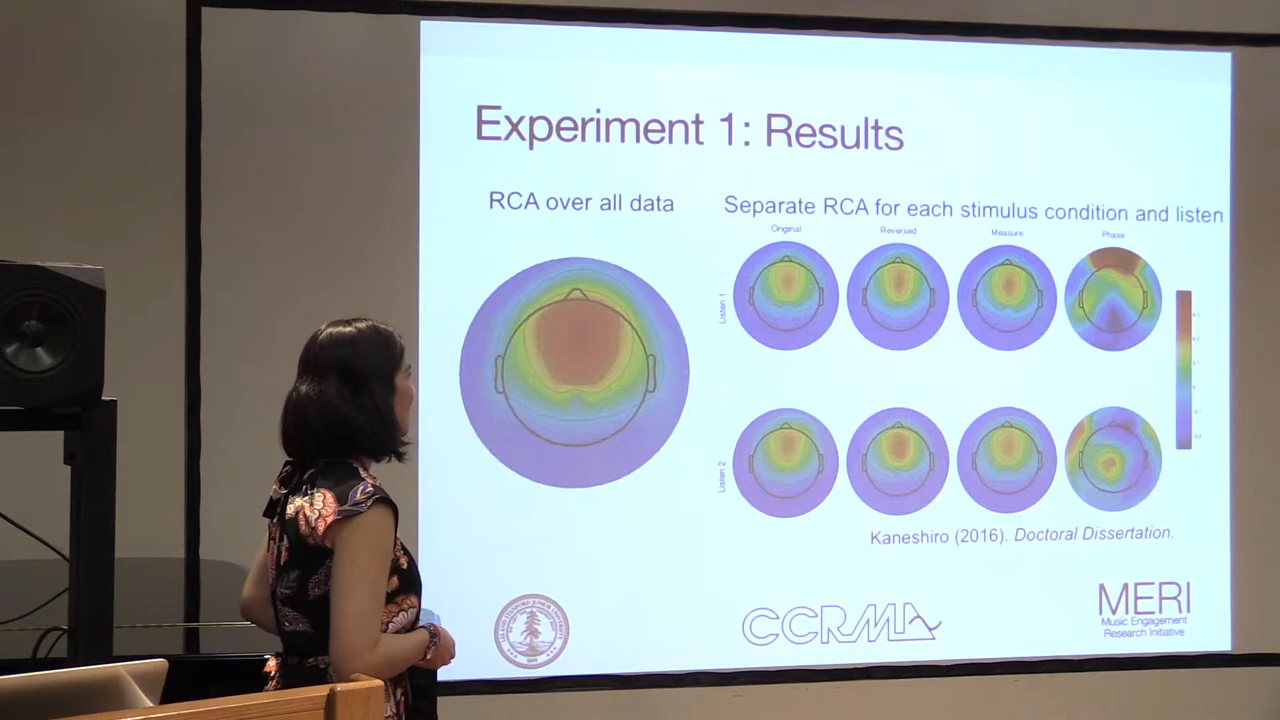 Experiment 1: Results
RCA over all data
Separate RCA for each stimulus condition and listen
Original
Reversed
Measure
Phase
Listen 1
Listen 2
Kaneshiro (2016). Doctoral Dissertation.
CCRMA
MERI
Music Engagement
Research Initiative